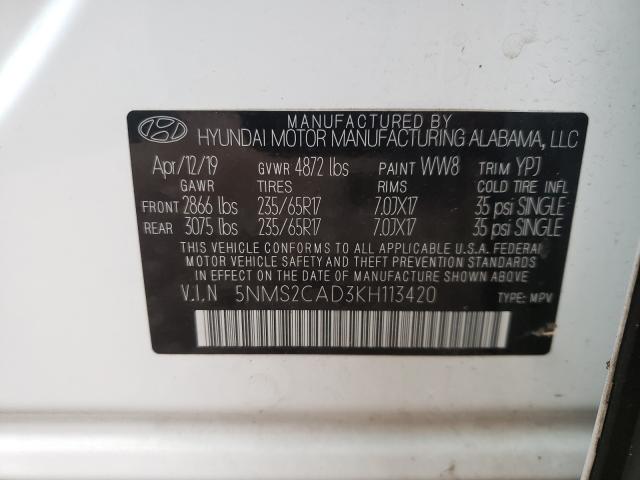 MANUFACTURED BY
HYUNDAI MOTOR MANUFACTURING ALABAMA, LLC
Apr/12/19 GVWR 4872 lbs PAINT WW8 TRIM YPJ
GAWR TIRES RIMS COLD TIRE INFL
FRONT 2866 lbs 235/65R17 7.0JX17 35 psi SINGLE
REAR 3075 lbs 235/65R17 7.0JX17 35 psi SINGLE
THIS VEHICLE CONFORMS TO ALL APPLICABLE U.S.A. FEDERAL
MOTOR VEHICLE SAFETY AND THEFT PREVENTION STANDARDS
IN EFFECT ON THE DATE OF MANUFACTURE SHOWN ABOVE.
V.I.N 5NMS2CAD3KH113420 TYPE: MPV